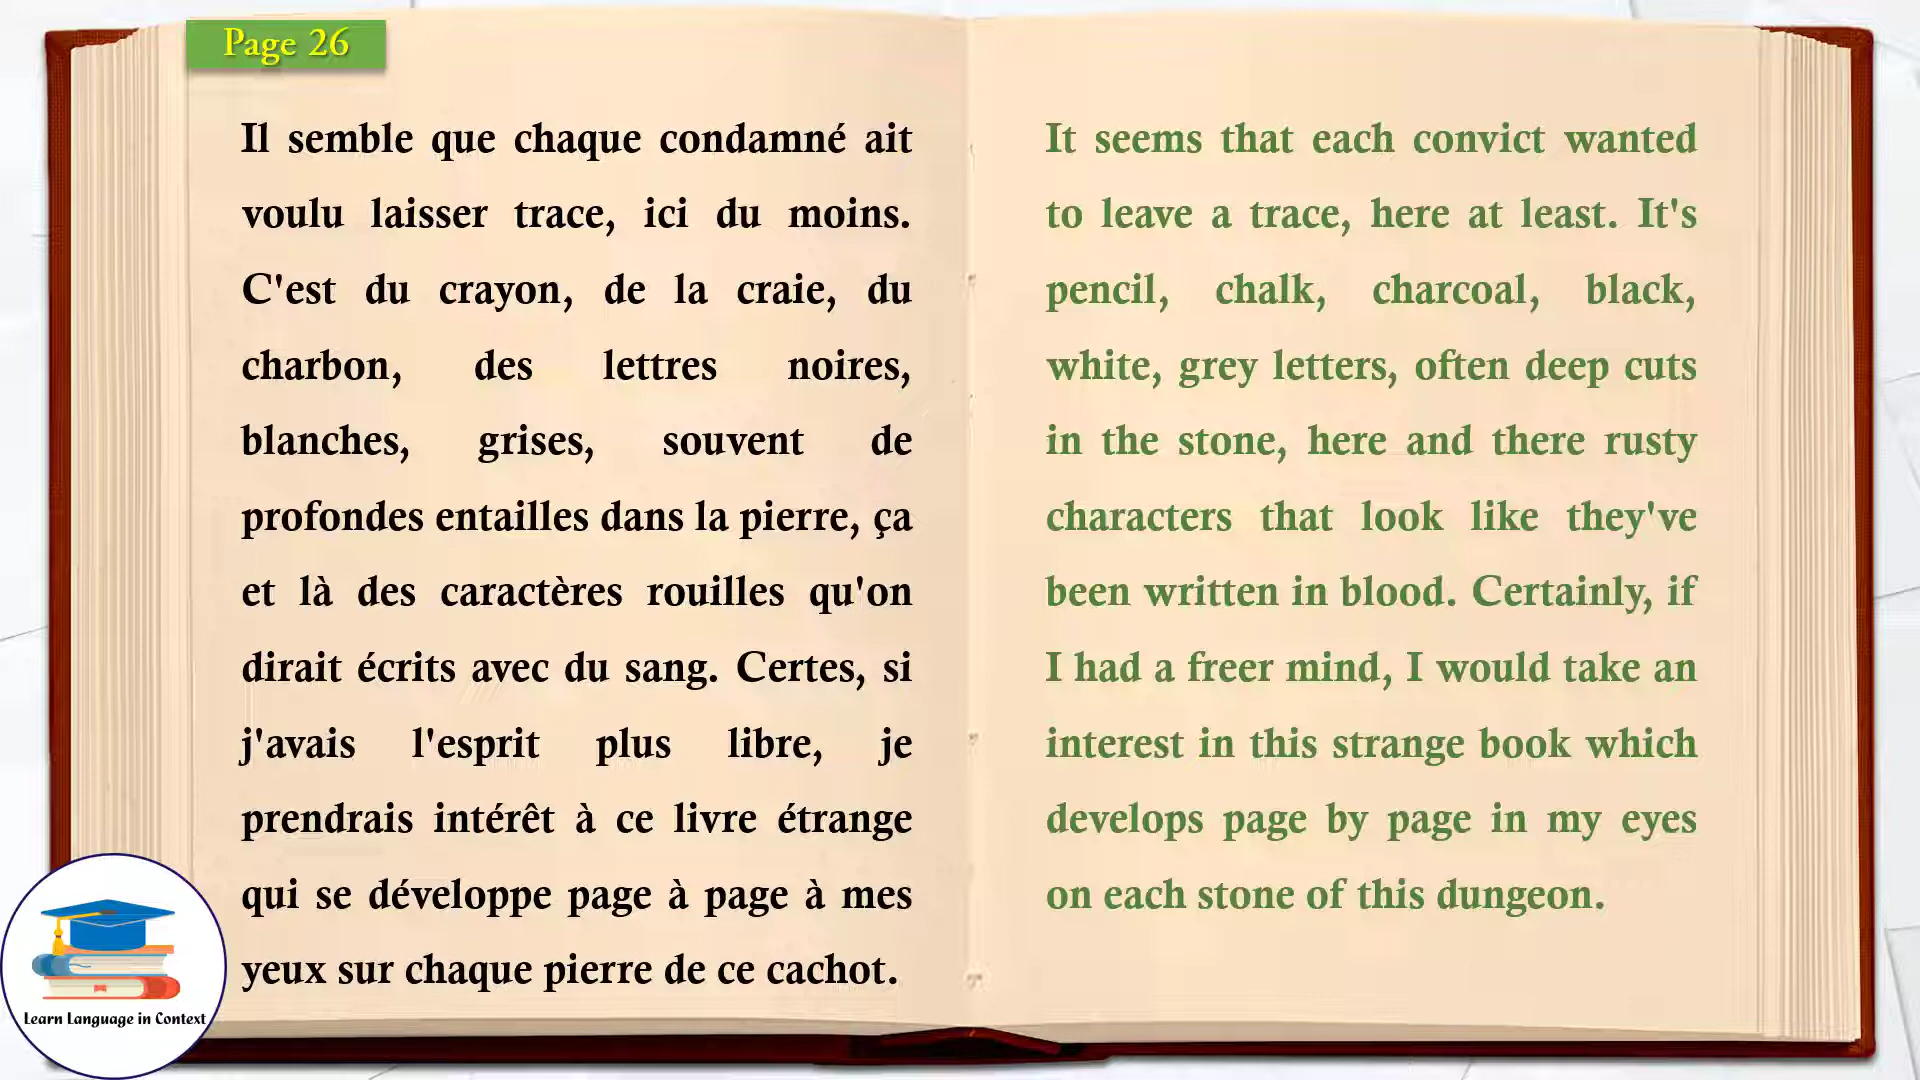 Page 26
Il semble que chaque condamné ait
voulu laisser trace, ici du moins.
C'est du crayon, de la craie, du
charbon, des lettres noires,
blanches, grises, souvent de
profondes entailles dans la pierre, ça
et là des caractères rouilles qu'on
dirait écrits avec du sang. Certes, si
j'avais l'esprit plus libre, je
prendrais intérêt à ce livre étrange
qui se développe page à page à mes
yeux sur chaque pierre de ce cachot.
It seems that each convict wanted
to leave a trace, here at least. It's
pencil, chalk, charcoal, black,
white, grey letters, often deep cuts
in the stone, here and there rusty
characters that look like they've
been written in blood. Certainly, if
I had a freer mind, I would take an
interest in this strange book which
develops page by page in my eyes
on each stone of this dungeon.
Learn Language in Context